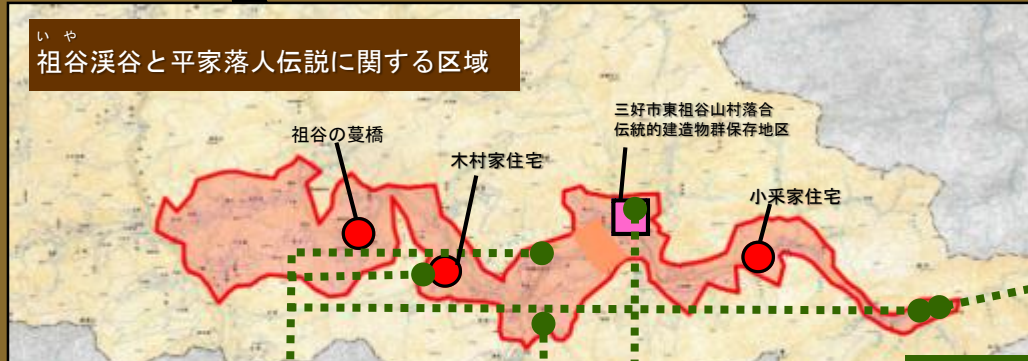 いや
祖谷渓谷と平家落人伝説に関する区域
三好市東祖谷山村落合
伝統的建造物群保存地区
祖谷の蔓橋
木村家住宅
小釆家住宅